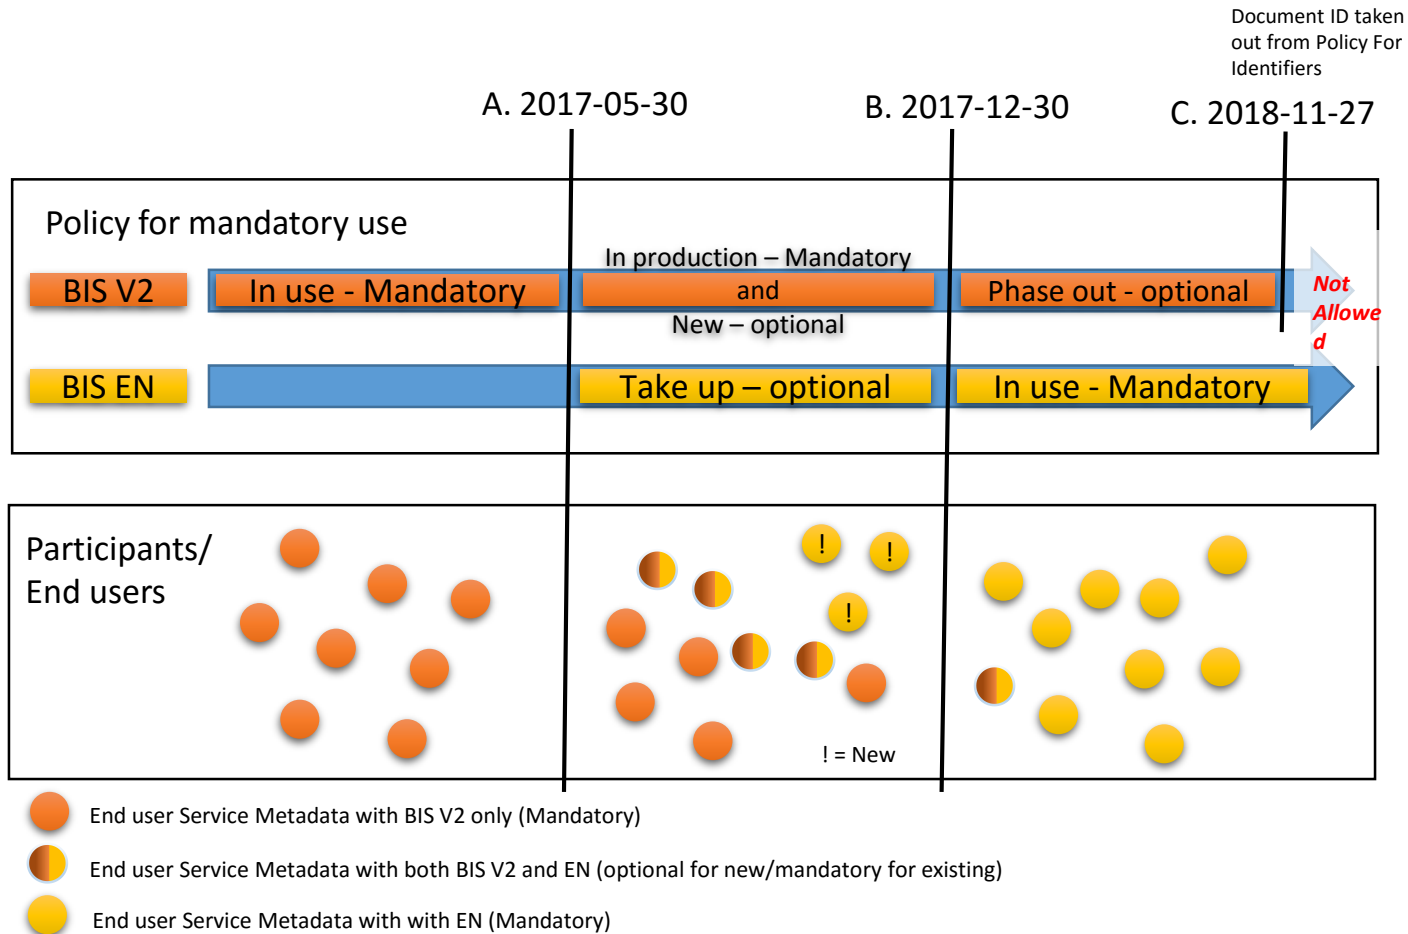 Document ID taken
out from Policy For
Identifiers
A. 2017-05-30
B. 2017-12-30
C. 2018-11-27
Policy for mandatory use
BIS V2
In use - Mandatory
In production – Mandatory
and
New – optional
Phase out - optional
Not
Allowe
d
BIS EN
Take up – optional
In use - Mandatory
Participants/
End users
!
!
!
! = New
End user Service Metadata with BIS V2 only (Mandatory)
End user Service Metadata with both BIS V2 and EN (optional for new/mandatory for existing)
End user Service Metadata with with EN (Mandatory)